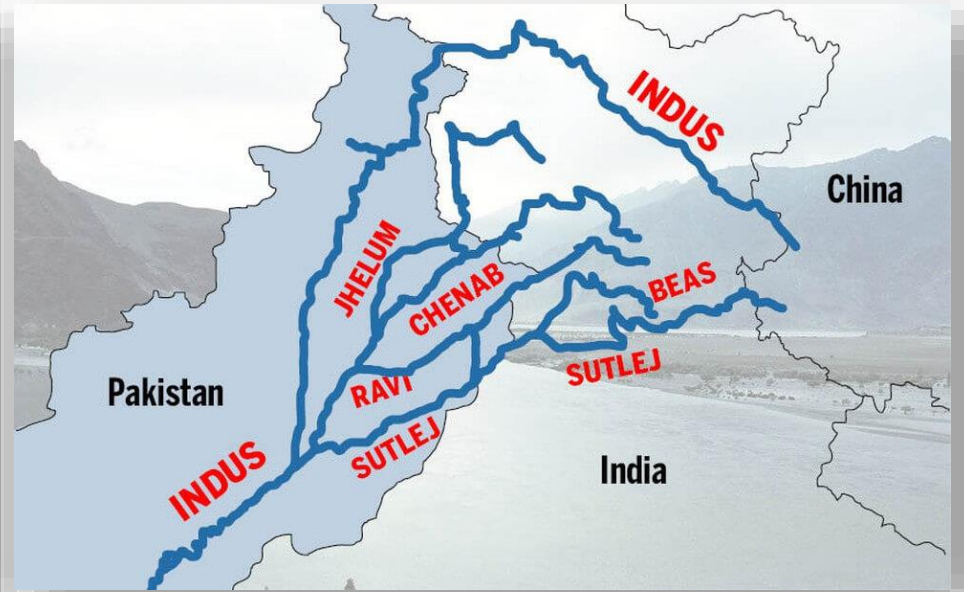 INDUS
China
JHELUM
BEAS
CHENAB
SUTLEJ
Pakistan
RAVI
SUTLEJ
INDUS
India